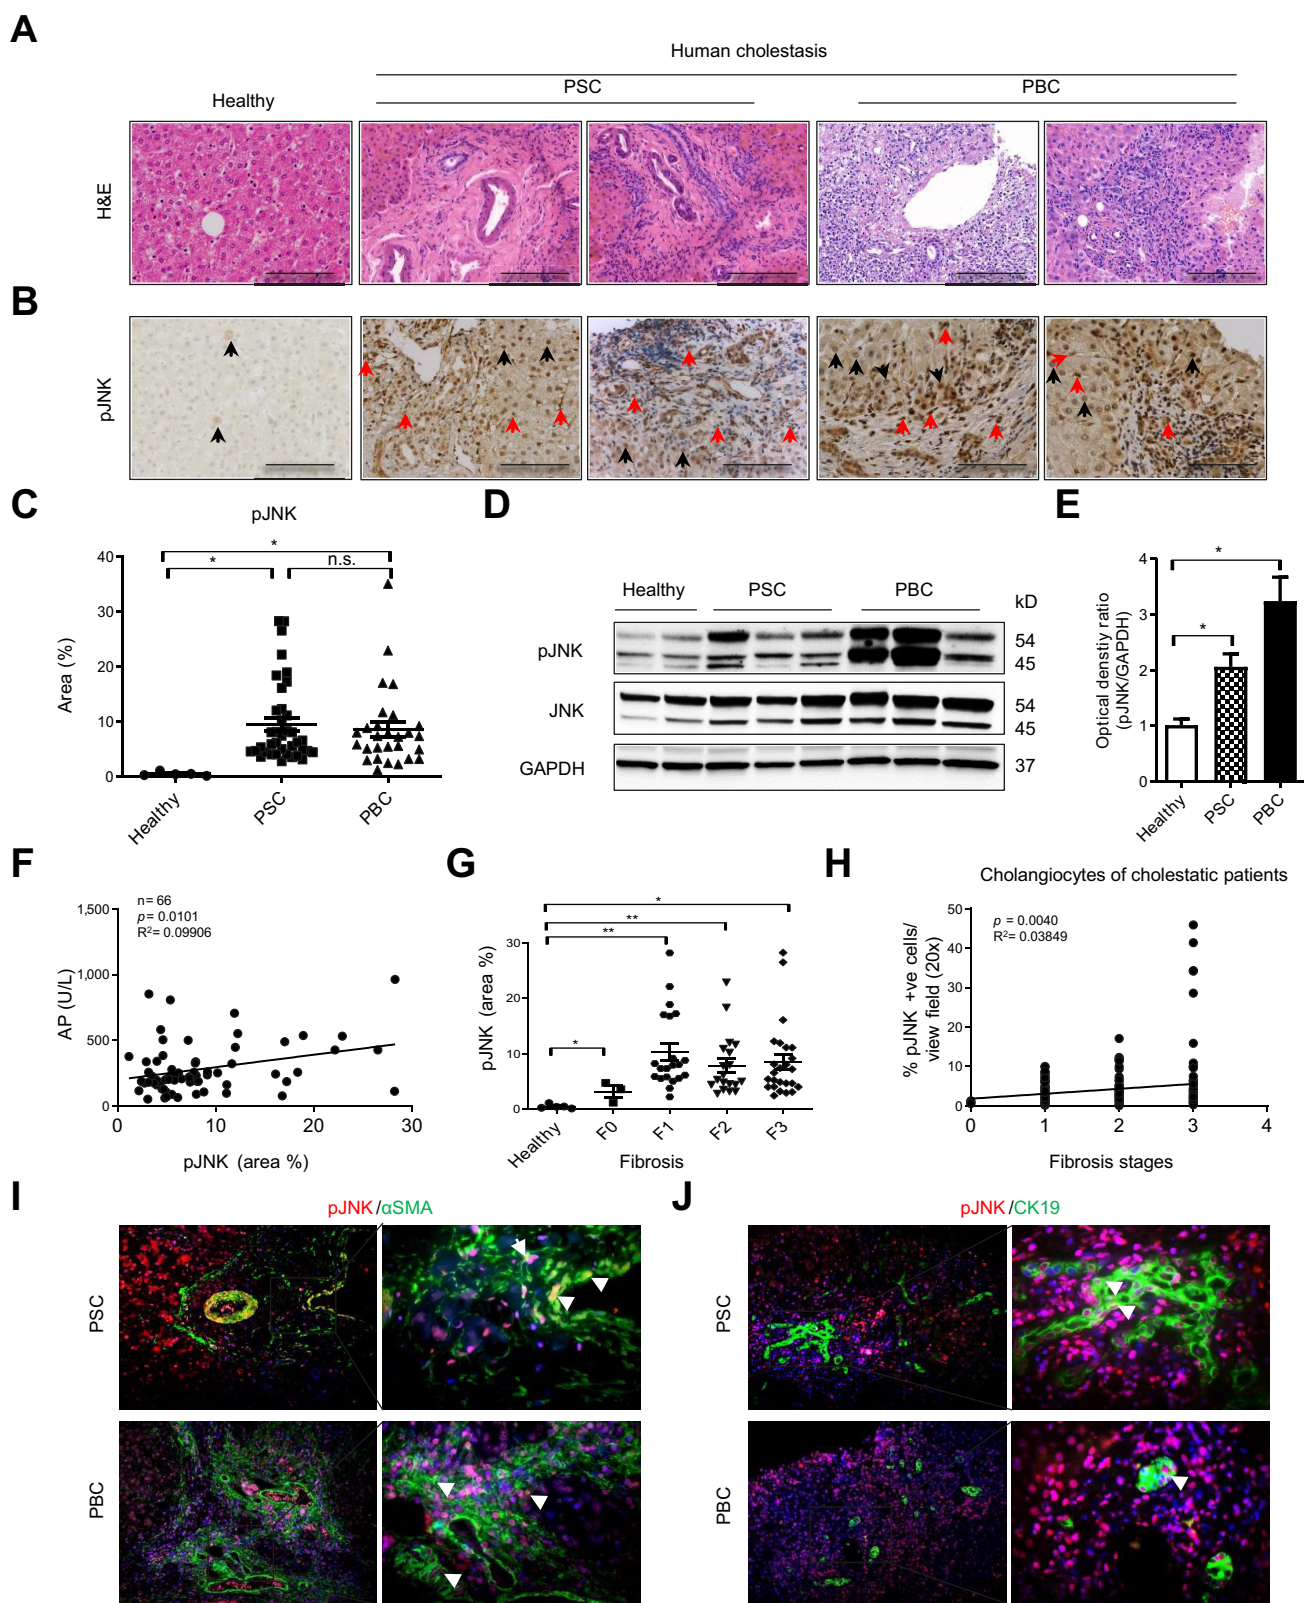 A
Human cholestasis
PSC
PBC
Healthy
H&E
B
pJNK
C
pJNK
Area (%)
40
30
20
10
0
*
*
n.s.
Healthy
PSC
PBC
D
Healthy
PSC
PBC
kD
pJNK
54
45
JNK
54
45
GAPDH
37
E
Optical denstiy ratio
(pJNK/GAPDH)
4
3
2
1
0
*
*
Healthy
PSC
PBC
F
n= 66
p= 0.0101
R²= 0.09906
AP (U/L)
1,500
1,000
500
0
0
10
20
30
pJNK (area %)
G
pJNK (area %)
30
20
10
0
*
**
**
*
Healthy
F0
F1
F2
F3
Fibrosis
H
Cholangiocytes of cholestatic patients
% pJNK +ve cells/
view field (20x)
p = 0.0040
R²= 0.03849
50
40
30
20
10
0
0
1
2
3
4
Fibrosis stages
I
pJNK/αSMA
PSC
PBC
J
pJNK/CK19
PSC
PBC